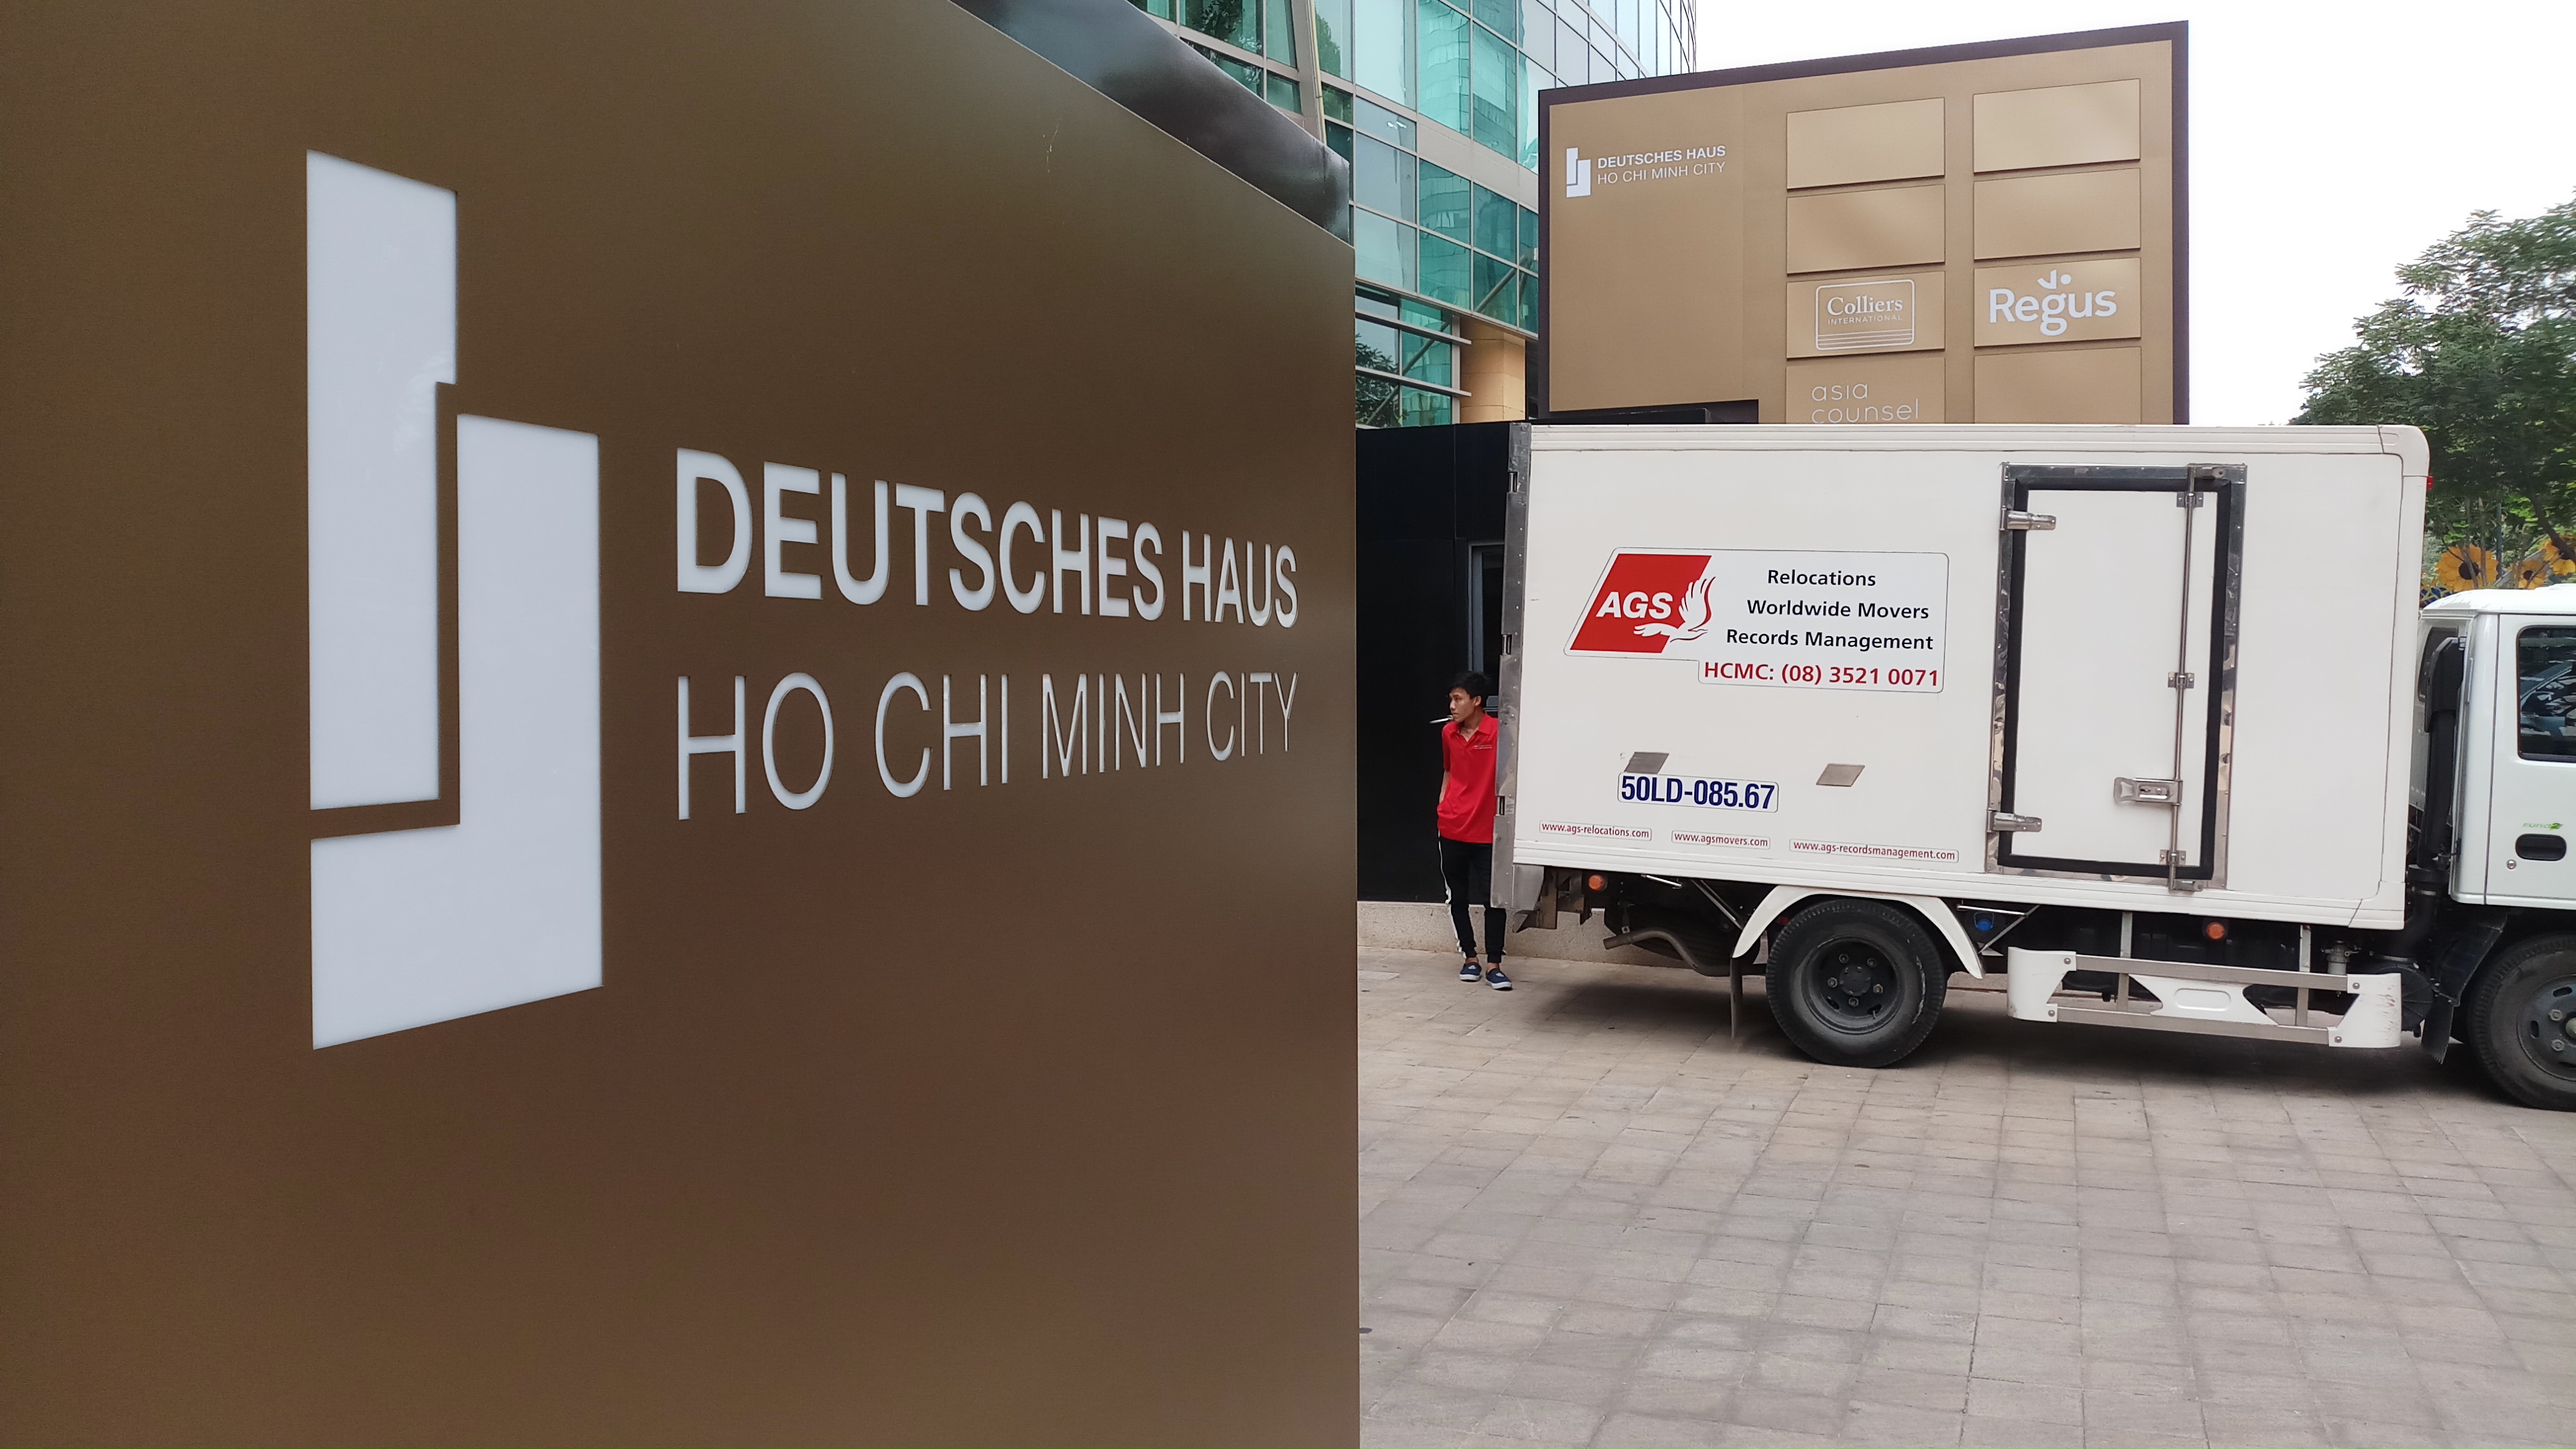 DEUTSCHES HAUS
HO CHI MINH CITY
DEUTSCHES HAUS
HO CHI MINH CITY
Colliers
INTERNATIONAL
Regus
asia
counsel
AGS
Relocations
Worldwide Movers
Records Management
HCMC: (08) 3521 0071
50LD-085.67
www.ags-relocations.com
www.agsmovers.com
www.ags-recordsmanagement.com